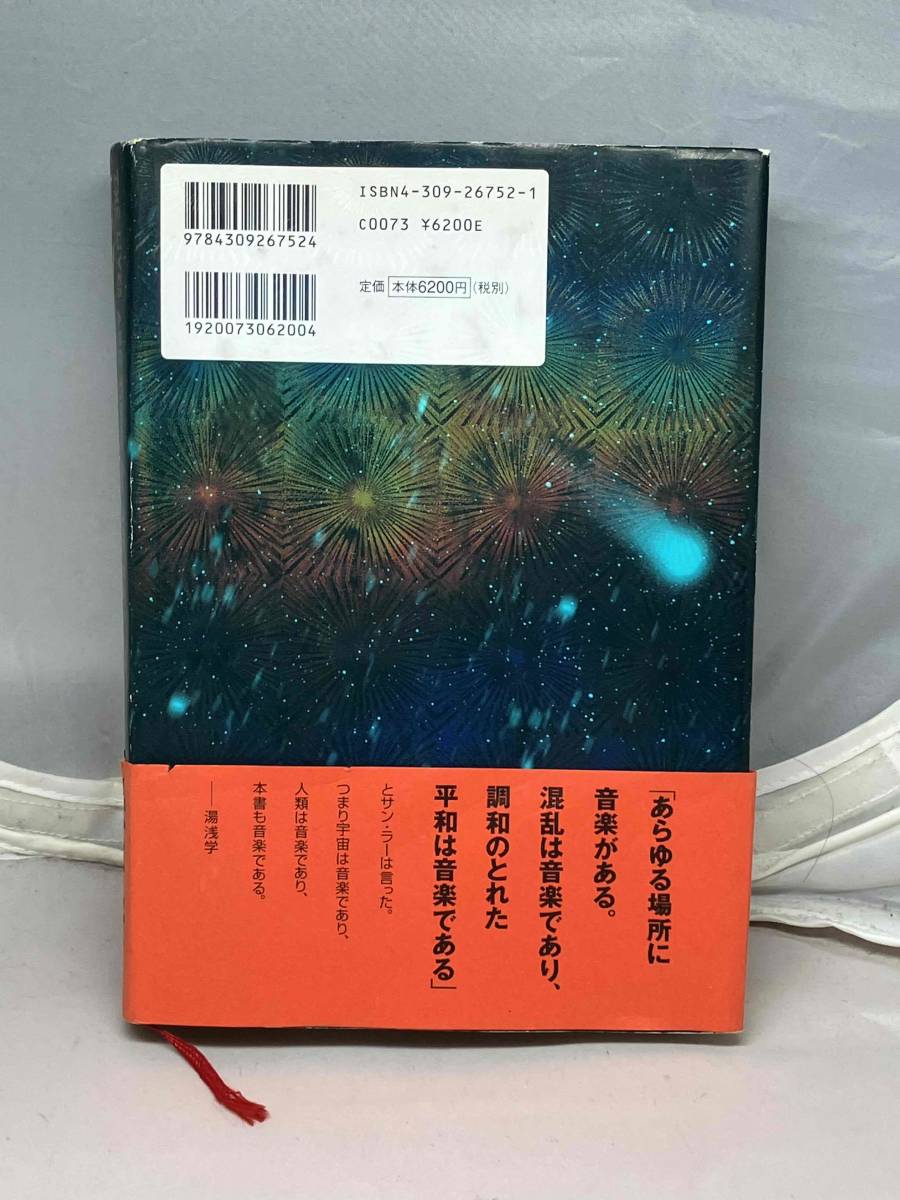 ISBN4-309-26752-1
9784309267524
C0073 ¥6200E
定価 本体6200円(税別)
1920073062004
「あらゆる場所に
音楽がある。
混乱は音楽であり、
調和のとれた
平和は音楽である」
とサン・ラーは言った。
つまり宇宙は音楽であり、
人類は音楽であり、
本書も音楽である。
——湯浅学